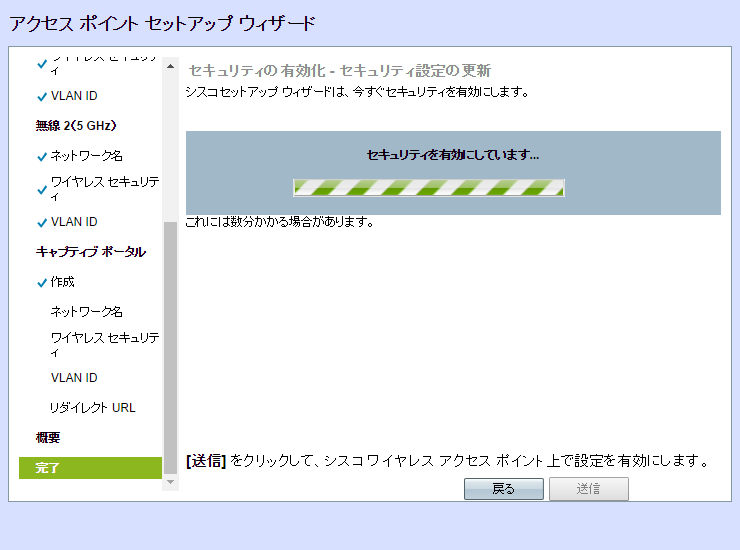 アクセス ポイント セットアップ ウィザード
ワイヤレス セキュリテ
ィ
VLAN ID
無線 2(5 GHz)
ネットワーク名
ワイヤレス セキュリテ
ィ
VLAN ID
キャプティブ ポータル
作成
ネットワーク名
ワイヤレス セキュリテ
ィ
VLAN ID
リダイレクト URL
概要
完了
セキュリティの有効化 - セキュリティ設定の更新
シスコセットアップ ウィザードは、今すぐセキュリティを有効にします。
セキュリティを有効にしています...
これには数分かかる場合があります。
[送信] をクリックして、シスコ ワイヤレス アクセス ポイント上で設定を有効にします。
戻る
送信